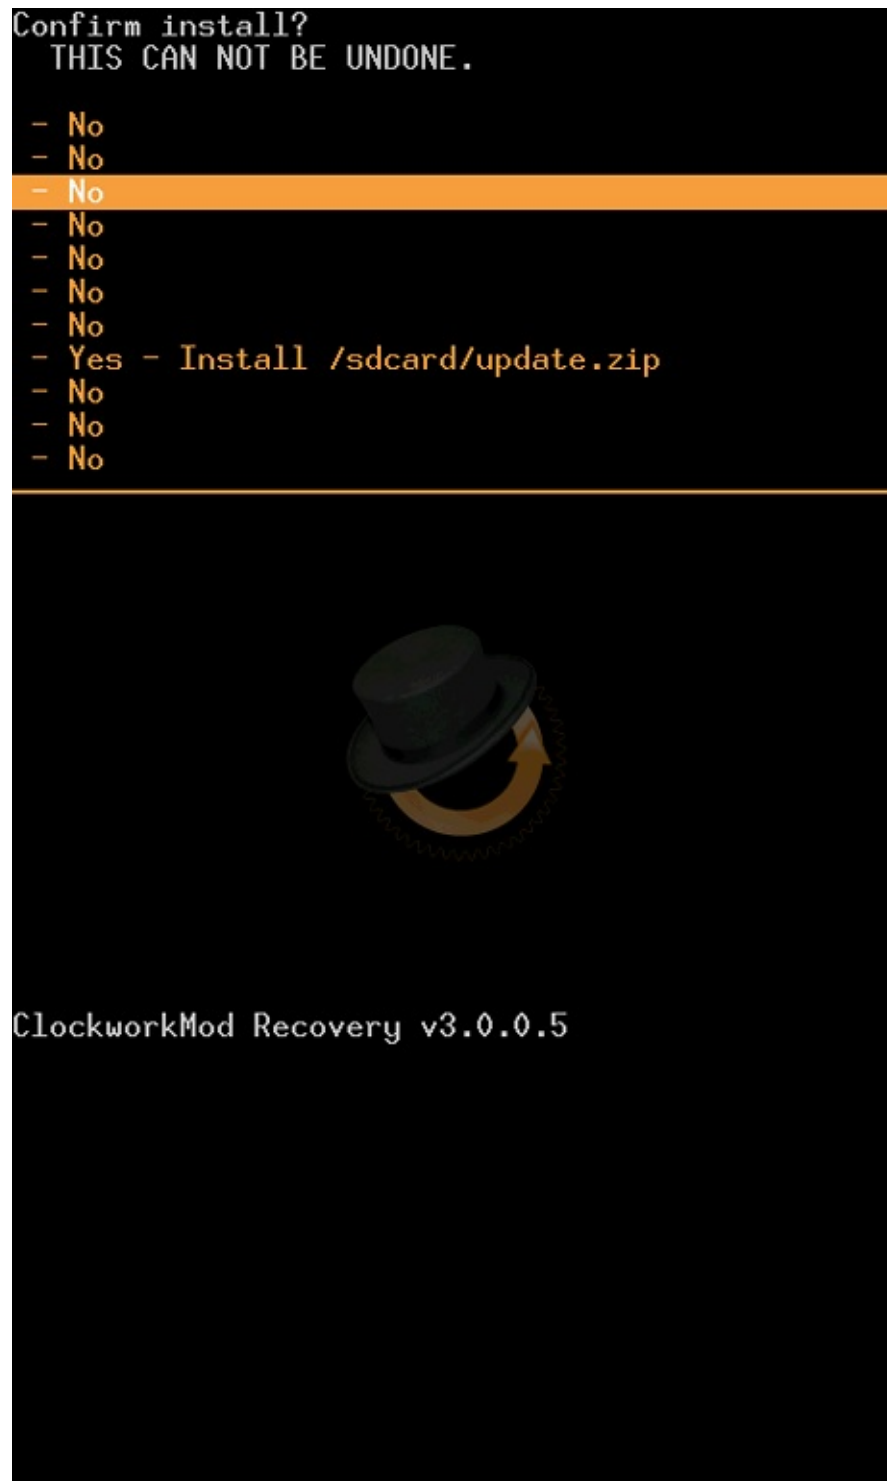 Confirm install?
THIS CAN NOT BE UNDONE.
- No
- No
- No
- No
- No
- No
- No
- Yes - Install /sdcard/update.zip
- No
- No
- No
ClockworkMod Recovery v3.0.0.5